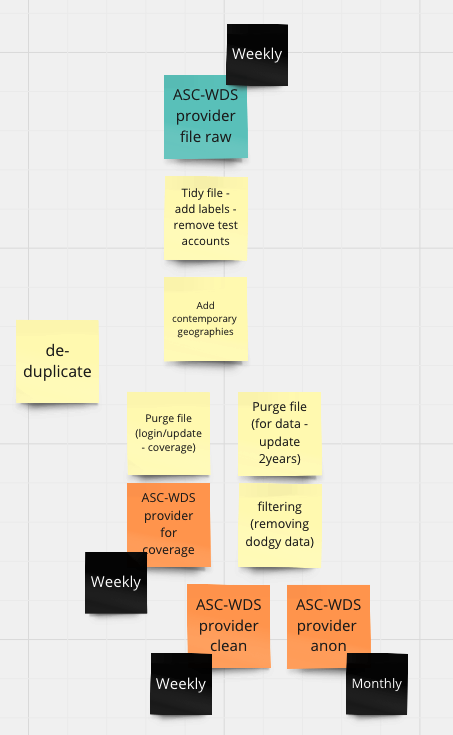 Weekly
ASC-WDS
provider
file raw
Tidy file -
add labels -
remove test
accounts
Add
contemporary
geographies
de-
duplicate
Purge file
(login/update
- coverage)
Purge file
(for data -
update
2years)
ASC-WDS
provider
for
coverage
filtering
(removing
dodgy data)
Weekly
ASC-WDS
provider
clean
ASC-WDS
provider
anon
Weekly
Monthly